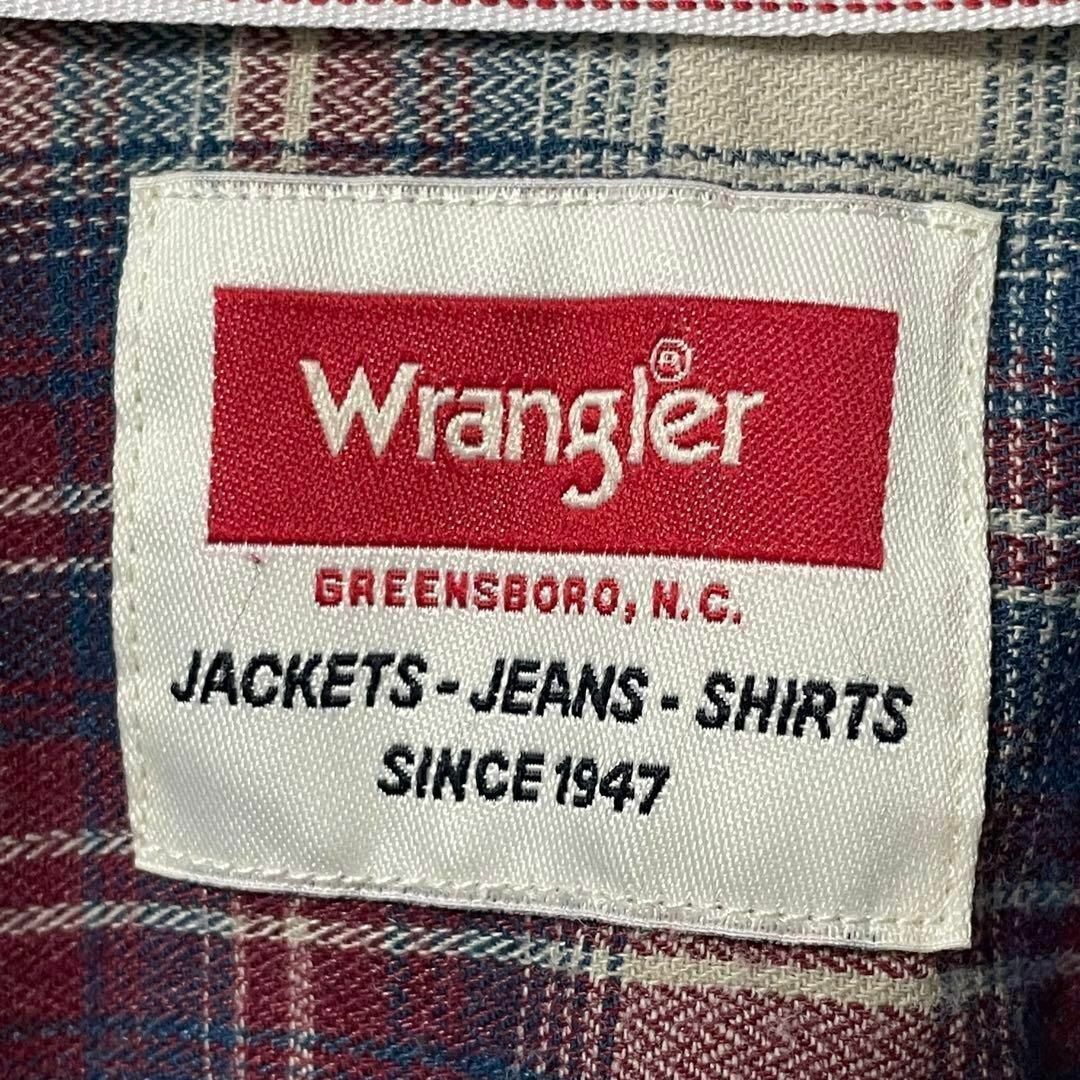 Wrangler®
GREENSBORO, N.C.
JACKETS - JEANS - SHIRTS
SINCE 1947